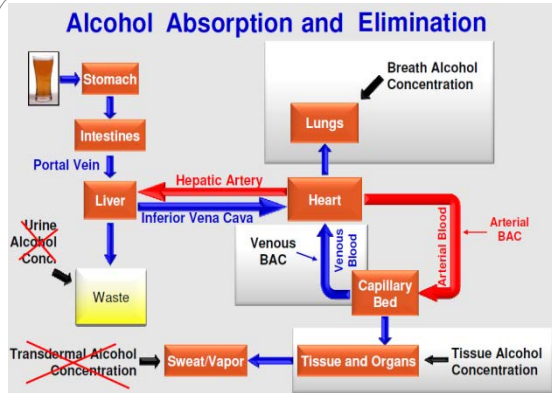 Alcohol Absorption and Elimination
Stomach
Breath Alcohol
Concentration
Intestines
Lungs
Portal Vein
Hepatic Artery
Liver
Heart
Inferior Vena Cava
Urine
Alcohol
Conc.
Venous
BAC
Venous
Blood
Arterial Blood
Arterial
BAC
Waste
Capillary
Bed
Transdermal Alcohol
Concentration
Sweat/Vapor
Tissue and Organs
Tissue Alcohol
Concentration